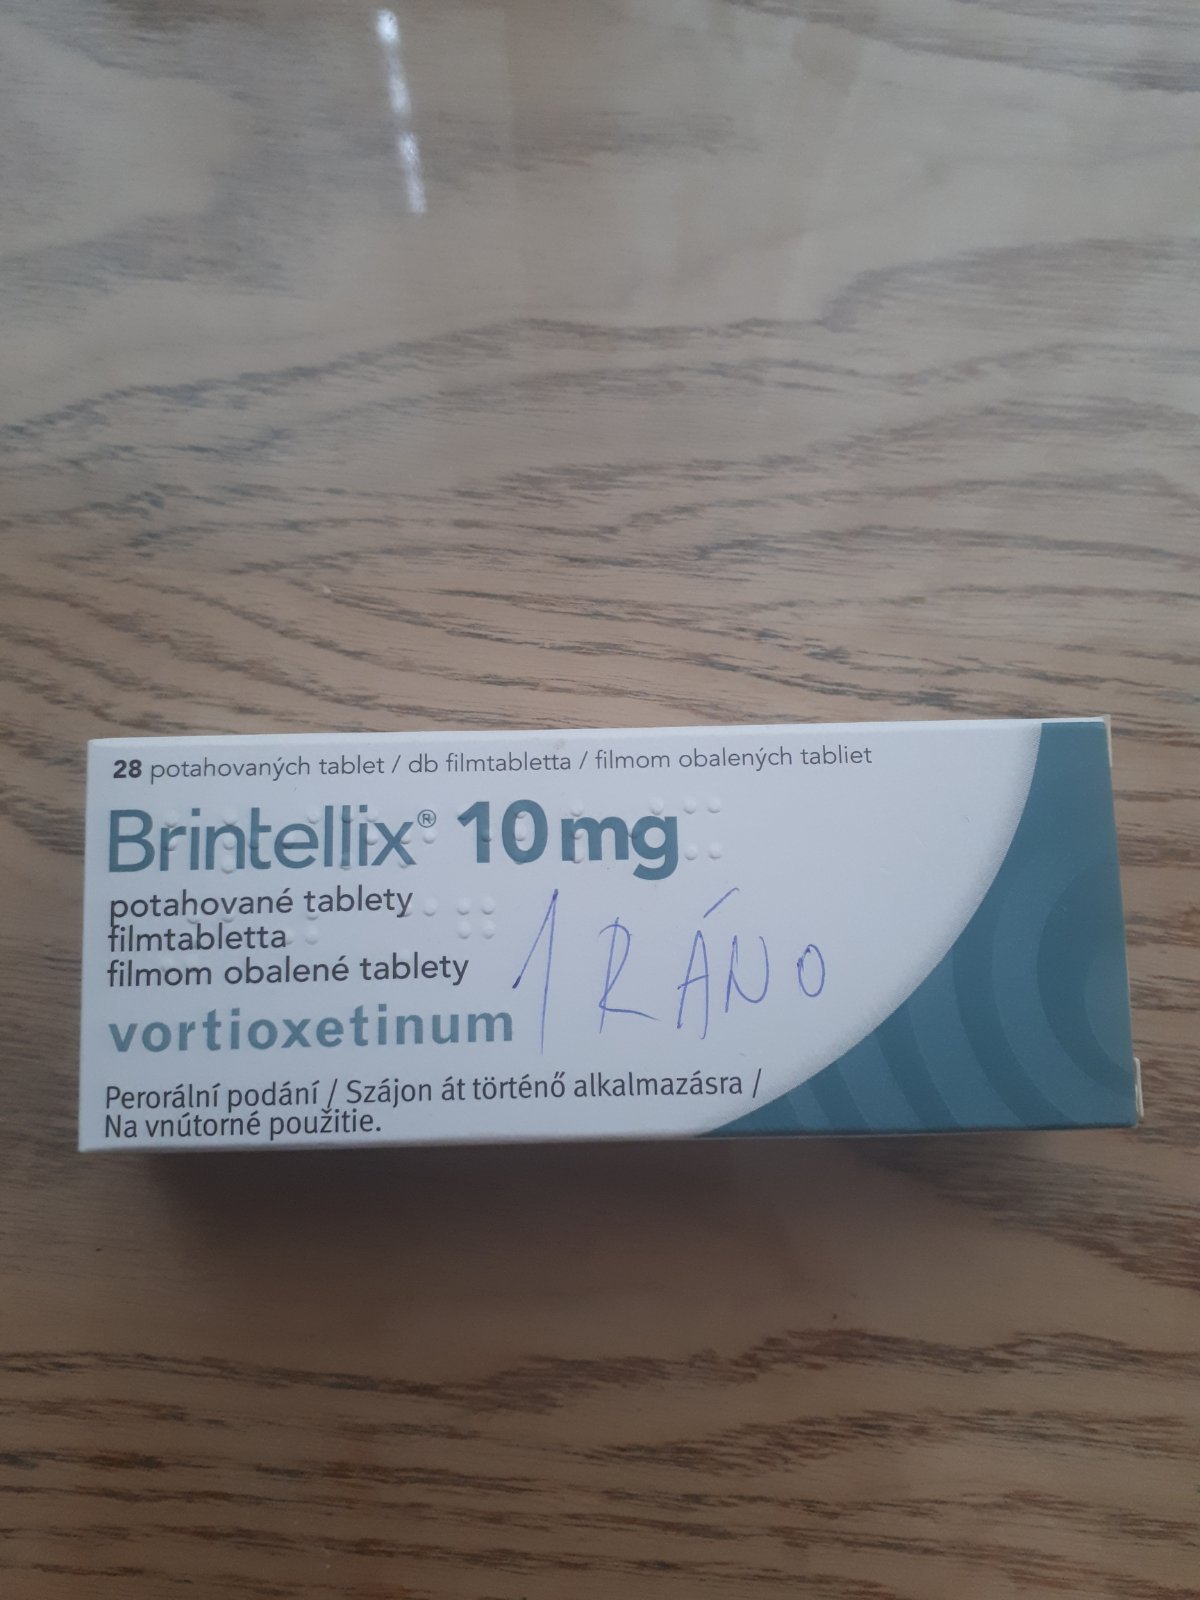 28 potahovaných tablet / db filmtabletta / filmom obalených tabliet
Brintellix® 10 mg
potahované tablety
filmtabletta
filmom obalené tablety
1 RÁNO
vortioxetinum
Perorální podání / Szájon át történő alkalmazásra /
Na vnútorné použitie.